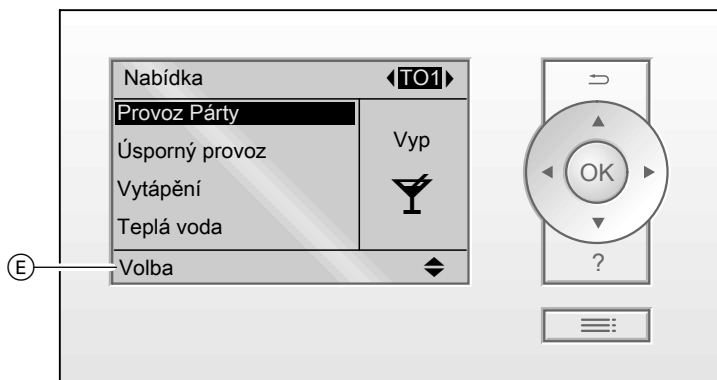 Nabídka TO1
Provoz Párty
Vyp
Úsporný provoz
Vytápění
Teplá voda
Volba
E
OK
?